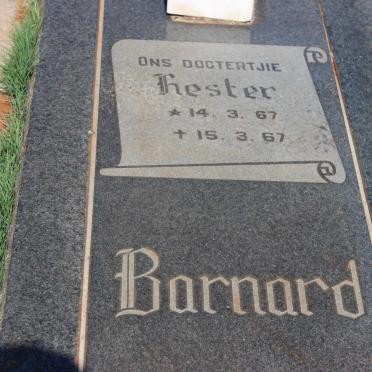 ONS DOGTERTJIE
Hester
★ 14. 3. 67
✝ 15. 3. 67
Barnard